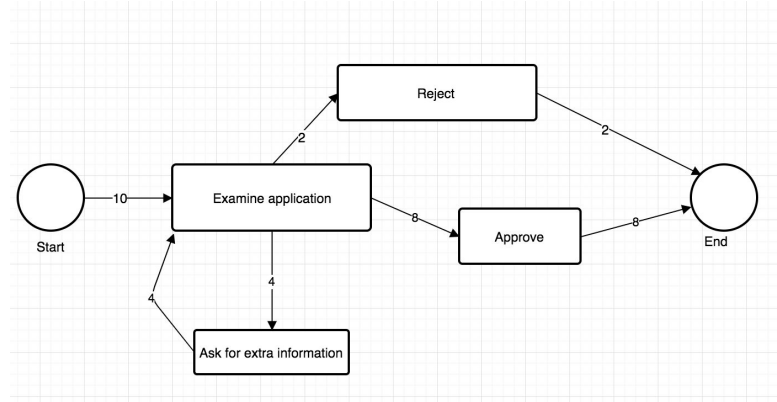 Reject
2
2
Start
10
Examine application
8
Approve
8
End
4
4
Ask for extra information